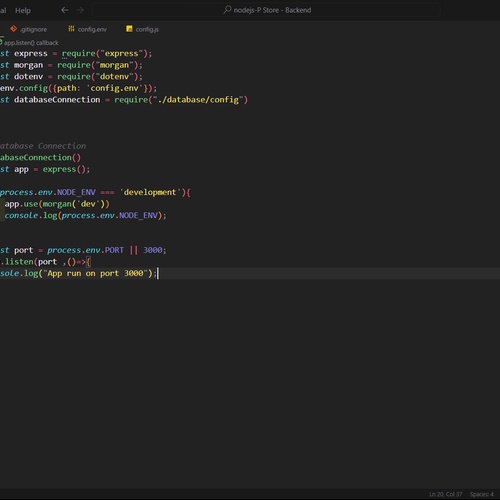 al Help ← → nodejs-P Store - Backend
.gitignore config.env config.js
app.listen() callback
st express = require("express");
st morgan = require("morgan");
st dotenv = require("dotenv");
env.config({path: `config.env`});
st databaseConnection = require("./database/config")
atabase Connection
abaseConnection()
st app = express();
process.env.NODE_ENV === 'development'){
app.use(morgan('dev'))
console.log(process.env.NODE_ENV);
st port = process.env.PORT || 3000;
.listen(port ,()=>{
sole.log("App run on port 3000");
Ln 20, Col 37 Spaces: 4